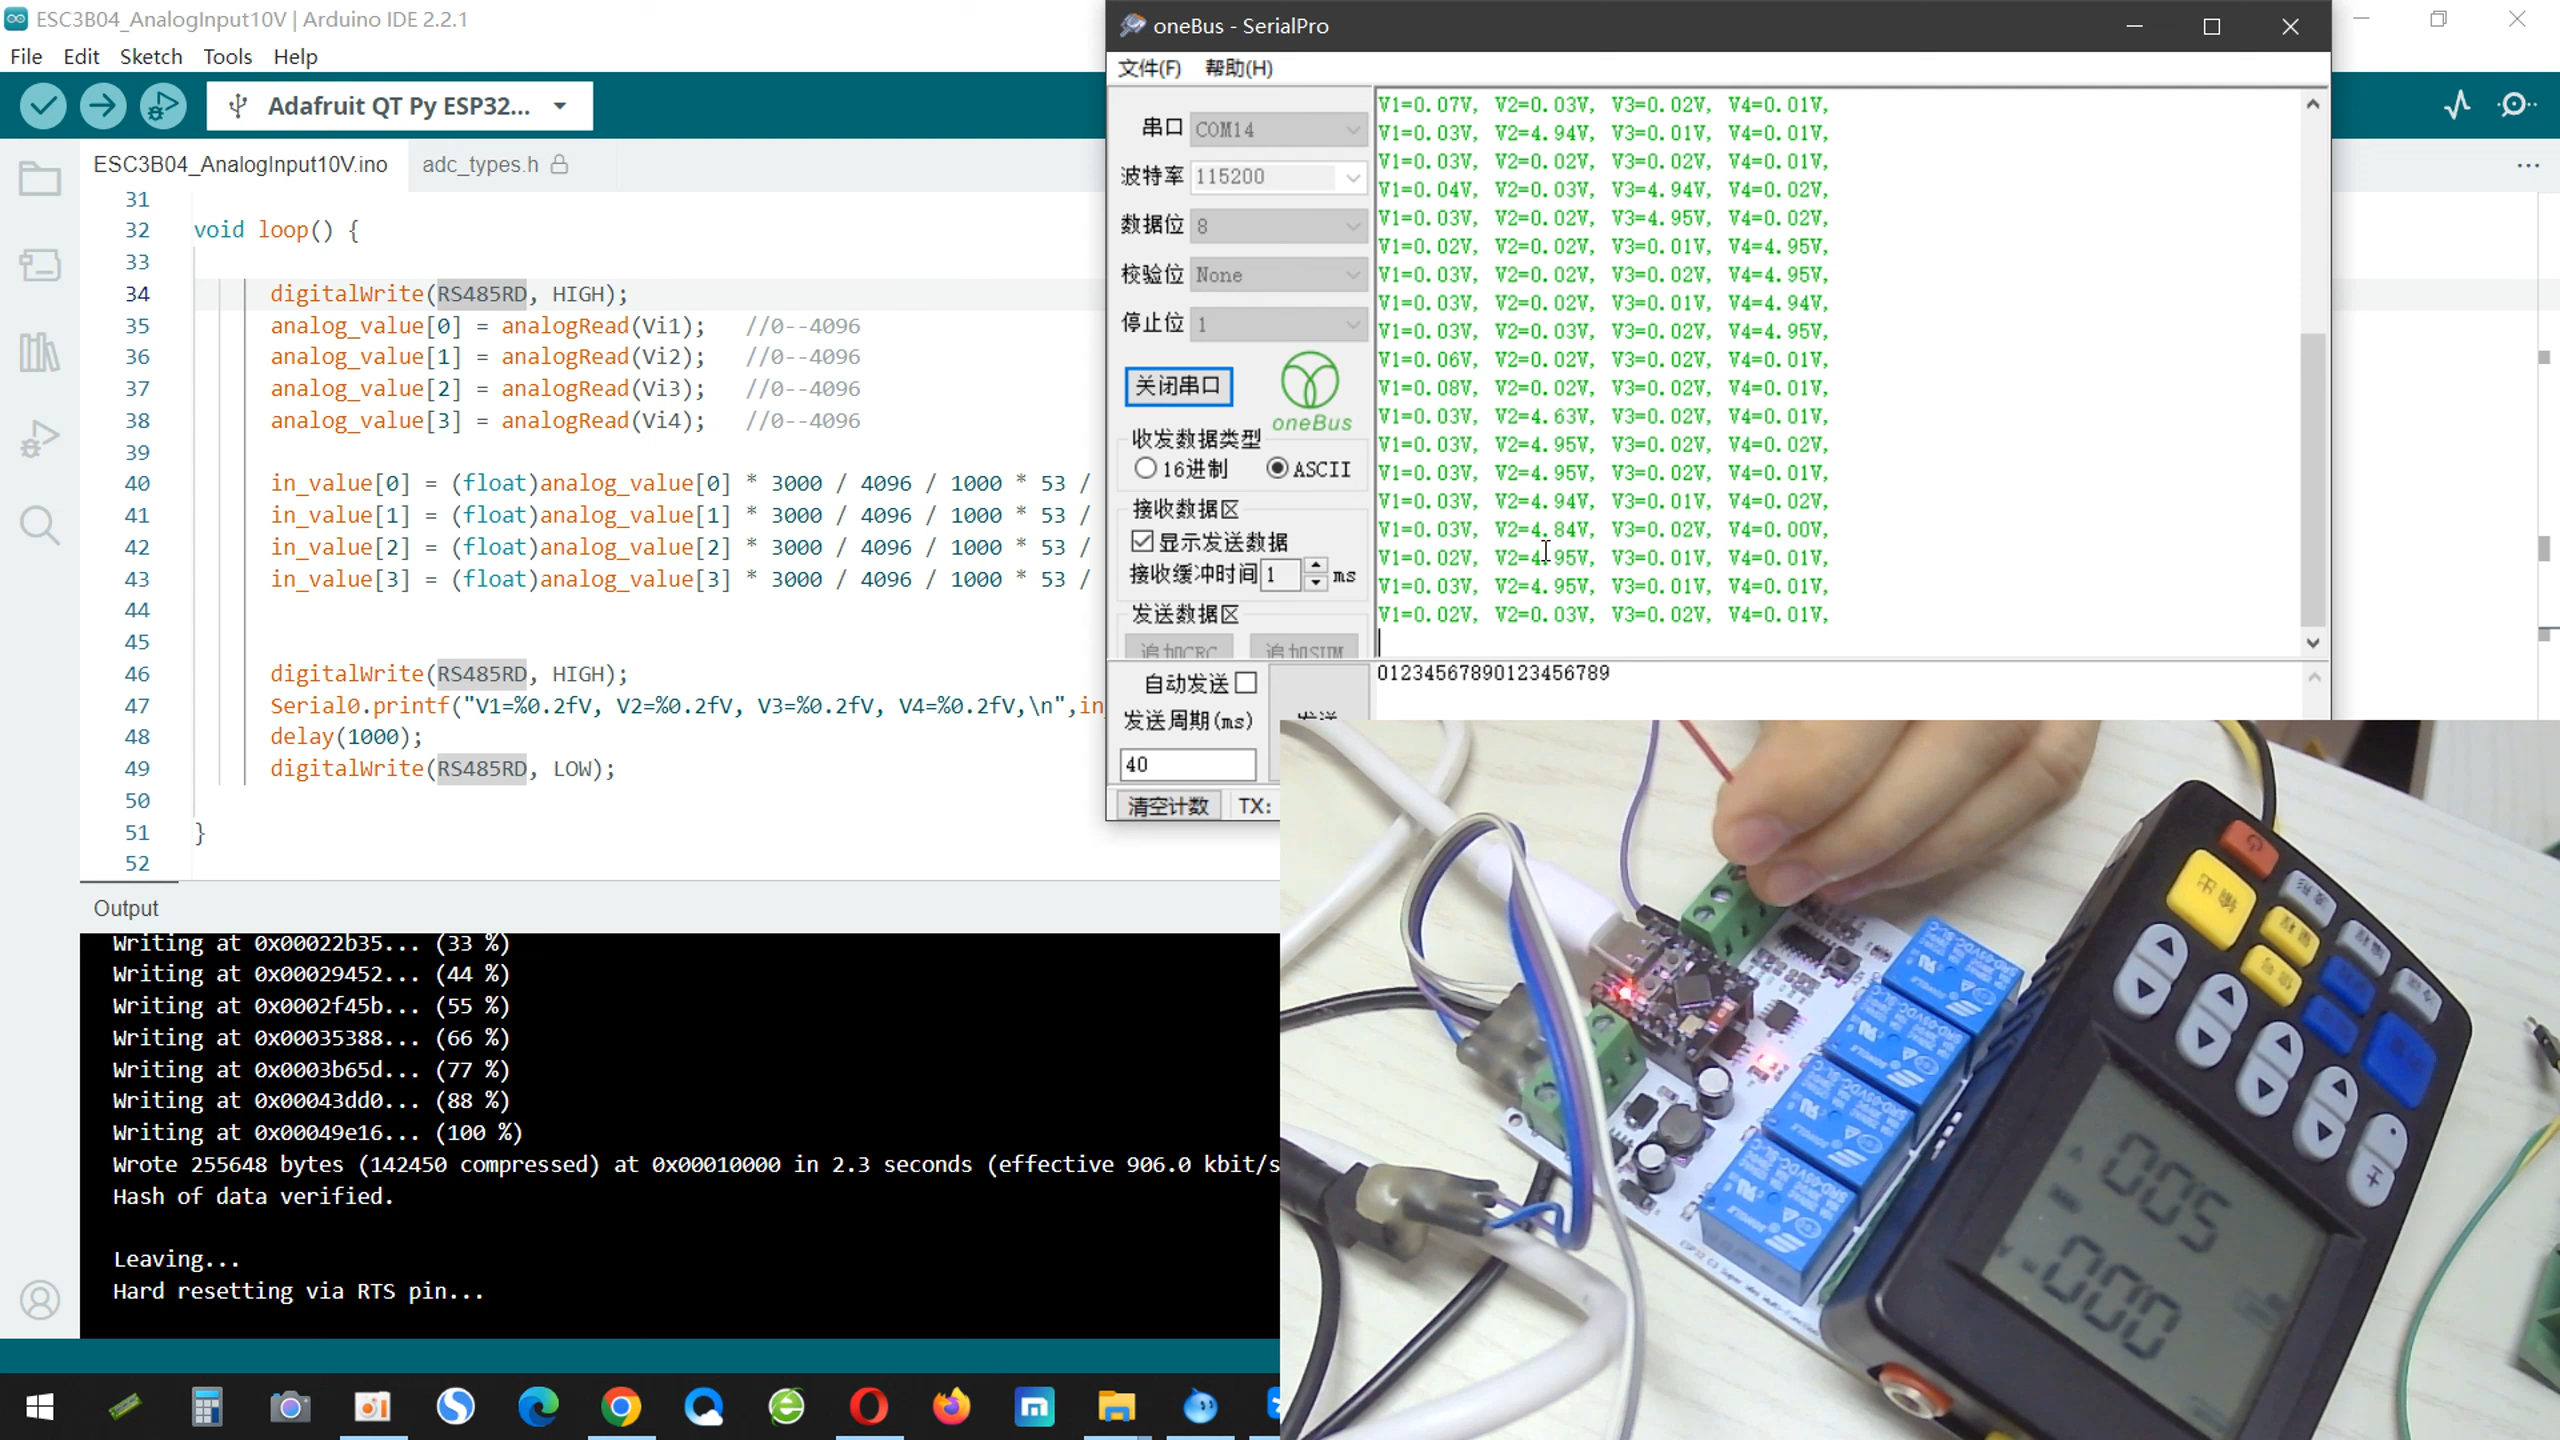 ESC3B04_AnalogInput10V | Arduino IDE 2.2.1
File Edit Sketch Tools Help
Adafruit QT Py ESP32...
ESC3B04_AnalogInput10V.ino adc_types.h
31
32 void loop() {
33
34 digitalWrite(RS485RD, HIGH);
35 analog_value[0] = analogRead(Vi1); //0--4096
36 analog_value[1] = analogRead(Vi2); //0--4096
37 analog_value[2] = analogRead(Vi3); //0--4096
38 analog_value[3] = analogRead(Vi4); //0--4096
39
40 in_value[0] = (float)analog_value[0] * 3000 / 4096 / 1000 * 53 /
41 in_value[1] = (float)analog_value[1] * 3000 / 4096 / 1000 * 53 /
42 in_value[2] = (float)analog_value[2] * 3000 / 4096 / 1000 * 53 /
43 in_value[3] = (float)analog_value[3] * 3000 / 4096 / 1000 * 53 /
44
45
46 digitalWrite(RS485RD, HIGH);
47 Serial0.printf("V1=%0.2fV, V2=%0.2fV, V3=%0.2fV, V4=%0.2fV,\n",in_
48 delay(1000);
49 digitalWrite(RS485RD, LOW);
50
51 }
52
Output
Writing at 0x00022b35... (33 %)
Writing at 0x00029452... (44 %)
Writing at 0x0002f45b... (55 %)
Writing at 0x00035388... (66 %)
Writing at 0x0003b65d... (77 %)
Writing at 0x00043dd0... (88 %)
Writing at 0x00049e16... (100 %)
Wrote 255648 bytes (142450 compressed) at 0x00010000 in 2.3 seconds (effective 906.0 kbit/s
Hash of data verified.
Leaving...
Hard resetting via RTS pin...
oneBus - SerialPro
文件(F) 帮助(H)
串口 COM14
波特率 115200
数据位 8
校验位 None
停止位 1
关闭串口
oneBus
收发数据类型
16进制 ASCII
接收数据区
显示发送数据
接收缓冲时间 1 ms
发送数据区
追加CRC 追加SUM
自动发送
发送周期(ms)
发送
40
清空计数 TX:
V1=0.07V, V2=0.03V, V3=0.02V, V4=0.01V,
V1=0.03V, V2=4.94V, V3=0.01V, V4=0.01V,
V1=0.03V, V2=0.02V, V3=0.02V, V4=0.01V,
V1=0.04V, V2=0.03V, V3=4.94V, V4=0.02V,
V1=0.03V, V2=0.02V, V3=4.95V, V4=0.02V,
V1=0.02V, V2=0.02V, V3=0.01V, V4=4.95V,
V1=0.03V, V2=0.02V, V3=0.02V, V4=4.95V,
V1=0.03V, V2=0.02V, V3=0.01V, V4=4.94V,
V1=0.03V, V2=0.03V, V3=0.02V, V4=4.95V,
V1=0.06V, V2=0.02V, V3=0.02V, V4=0.01V,
V1=0.08V, V2=0.02V, V3=0.02V, V4=0.01V,
V1=0.03V, V2=4.63V, V3=0.02V, V4=0.01V,
V1=0.03V, V2=4.95V, V3=0.02V, V4=0.02V,
V1=0.03V, V2=4.95V, V3=0.02V, V4=0.01V,
V1=0.03V, V2=4.94V, V3=0.01V, V4=0.02V,
V1=0.03V, V2=4.84V, V3=0.02V, V4=0.00V,
V1=0.02V, V2=4.95V, V3=0.01V, V4=0.01V,
V1=0.03V, V2=4.95V, V3=0.01V, V4=0.01V,
V1=0.02V, V2=0.03V, V3=0.02V, V4=0.01V,
01234567890123456789
005
000